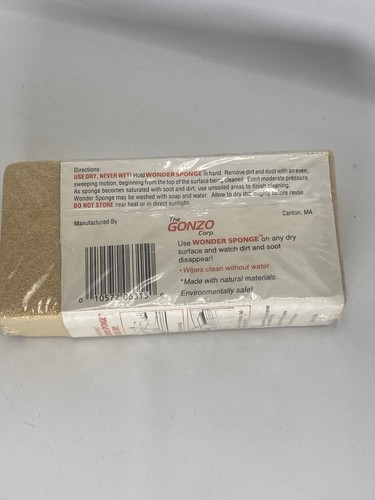 Directions:
USE DRY, NEVER WET! Hold WONDER SPONGE in hand. Remove dirt and dust with an even,
sweeping motion, beginning from the top of the surface being cleaned. Exert moderate pressure.
As sponge becomes saturated with soot and dirt, use unsoiled areas to finish cleaning.
Wonder Sponge may be washed with soap and water. Allow to dry thoroughly before reuse
DO NOT STORE near heat or in direct sunlight.
Manufactured By
The
GONZO
Corp.
Canton, MA
Use WONDER SPONGE™ on any dry
surface and watch dirt and soot
disappear!
•Wipes clean without water.
•Made with natural materials.
Environmentally safe!
0